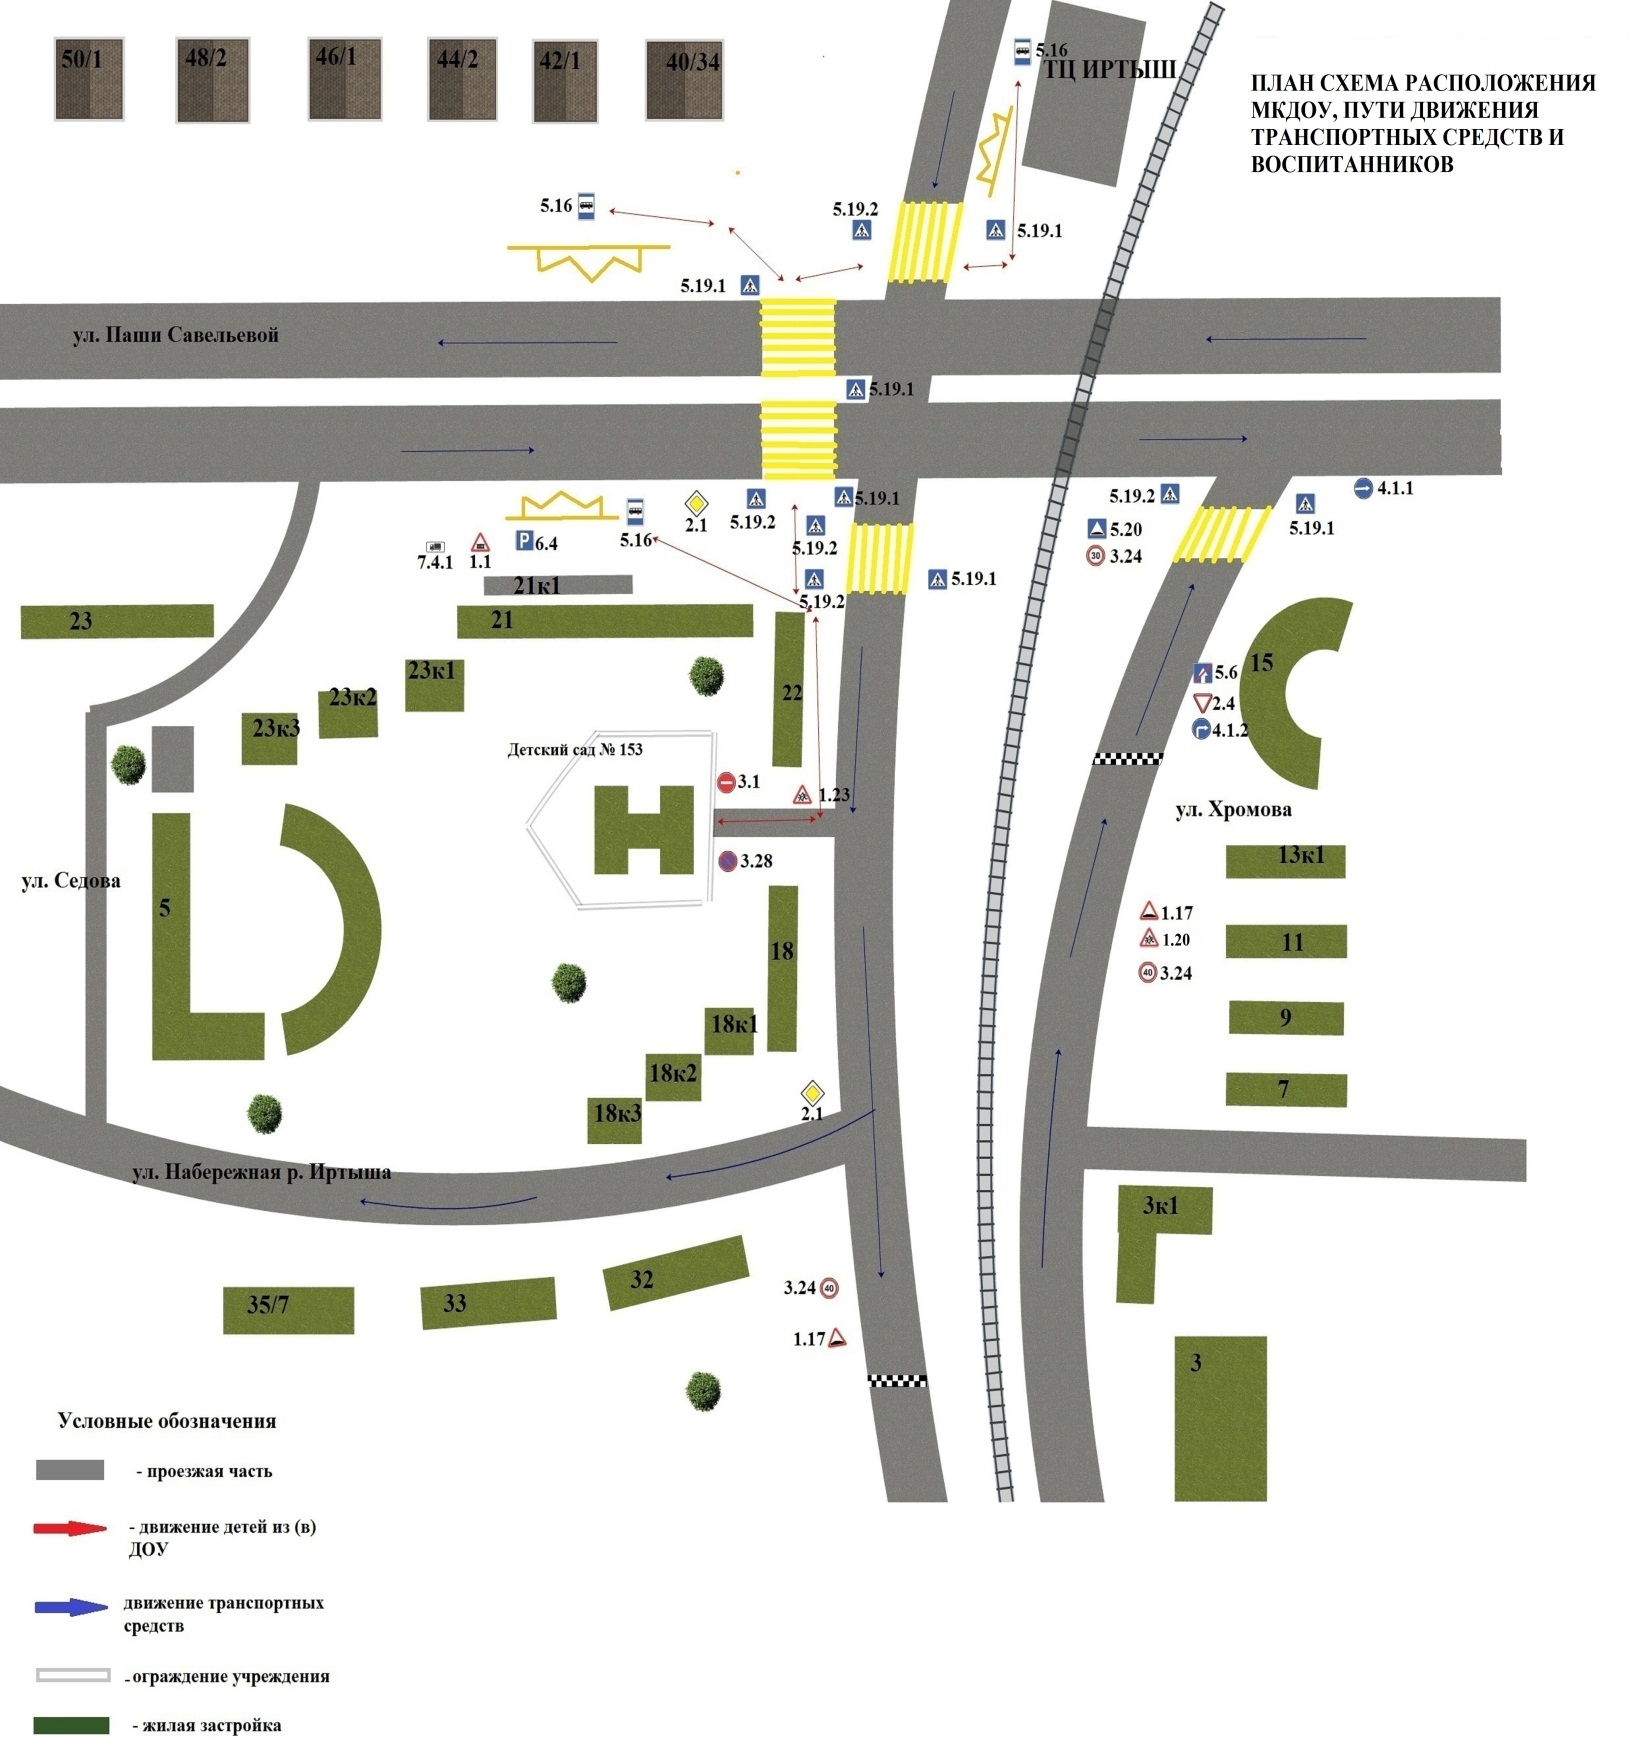 50/1
48/2
46/1
44/2
42/1
40/34
5.16
ТЦ ИРТЫШ
ПЛАН СХЕМА РАСПОЛОЖЕНИЯ
МКДОУ, ПУТИ ДВИЖЕНИЯ
ТРАНСПОРТНЫХ СРЕДСТВ И
ВОСПИТАННИКОВ
5.16
5.19.2
5.19.1
5.19.1
ул. Паши Савельевой
5.19.1
5.19.2
5.19.1
2.1
5.19.2
5.16
P 6.4
7.4.1
1.1
21к1
5.19.2
5.19.1
5.19.2
5.20
30 3.24
5.19.1
4.1.1
23
21
22
23к1
23к2
23к3
Детский сад № 153
3.1
1.23
3.28
5.6
2.4
4.1.2
15
ул. Хромова
13к1
11
9
7
1.17
1.20
40 3.24
ул. Седова
5
18
18к1
18к2
18к3
2.1
ул. Набережная р. Иртыша
3к1
3
35/7
33
32
3.24 40
1.17
Условные обозначения
- проезжая часть
- движение детей из (в)
ДОУ
движение транспортных
средств
-ограждение учреждения
- жилая застройка